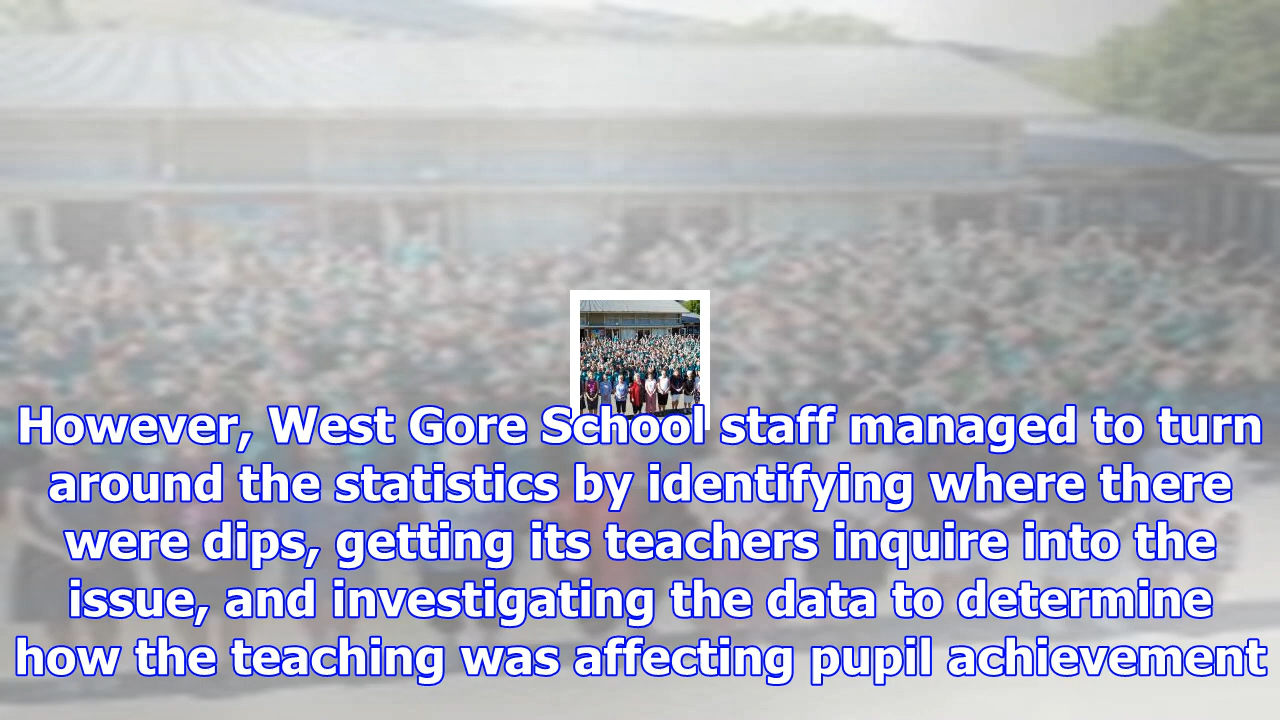 However, West Gore School staff managed to turn
around the statistics by identifying where there
were dips, getting its teachers inquire into the
issue, and investigating the data to determine
how the teaching was affecting pupil achievement